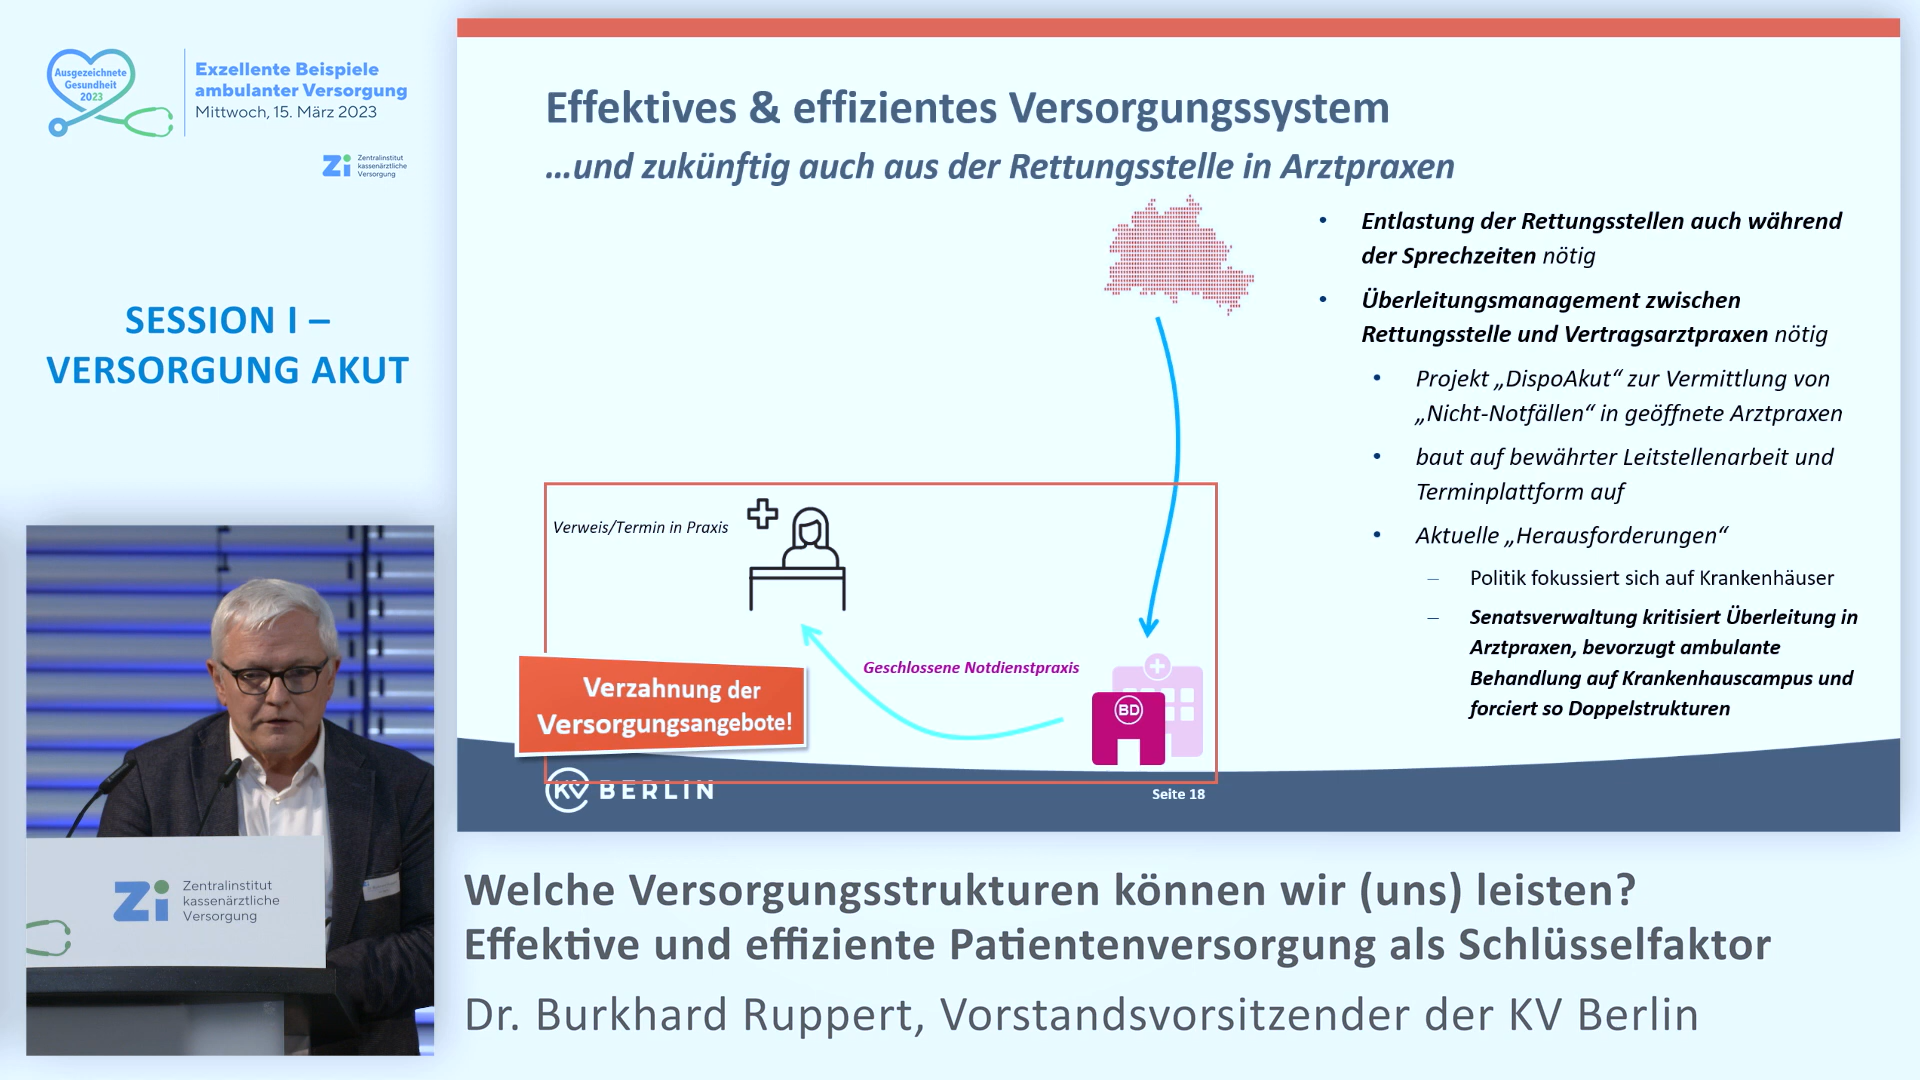 Ausgezeichnete
Gesundheit
2023
Exzellente Beispiele
ambulanter Versorgung
Mittwoch, 15. März 2023
Zi Zentralinstitut
kassenärztliche
Versorgung
SESSION I –
VERSORGUNG AKUT
Effektives & effizientes Versorgungssystem
...und zukünftig auch aus der Rettungsstelle in Arztpraxen
• Entlastung der Rettungsstellen auch während
der Sprechzeiten nötig
• Überleitungsmanagement zwischen
Rettungsstelle und Vertragsarztpraxen nötig
• Projekt „DispoAkut“ zur Vermittlung von
„Nicht-Notfällen“ in geöffnete Arztpraxen
• baut auf bewährter Leitstellenarbeit und
Terminplattform auf
• Aktuelle „Herausforderungen“
– Politik fokussiert sich auf Krankenhäuser
– Senatsverwaltung kritisiert Überleitung in
Arztpraxen, bevorzugt ambulante
Behandlung auf Krankenhauscampus und
forciert so Doppelstrukturen
Verweis/Termin in Praxis
Geschlossene Notdienstpraxis
BD
Verzahnung der
Versorgungsangebote!
KV BERLIN
Seite 18
Zi Zentralinstitut
kassenärztliche
Versorgung
Welche Versorgungsstrukturen können wir (uns) leisten?
Effektive und effiziente Patientenversorgung als Schlüsselfaktor
Dr. Burkhard Ruppert, Vorstandsvorsitzender der KV Berlin